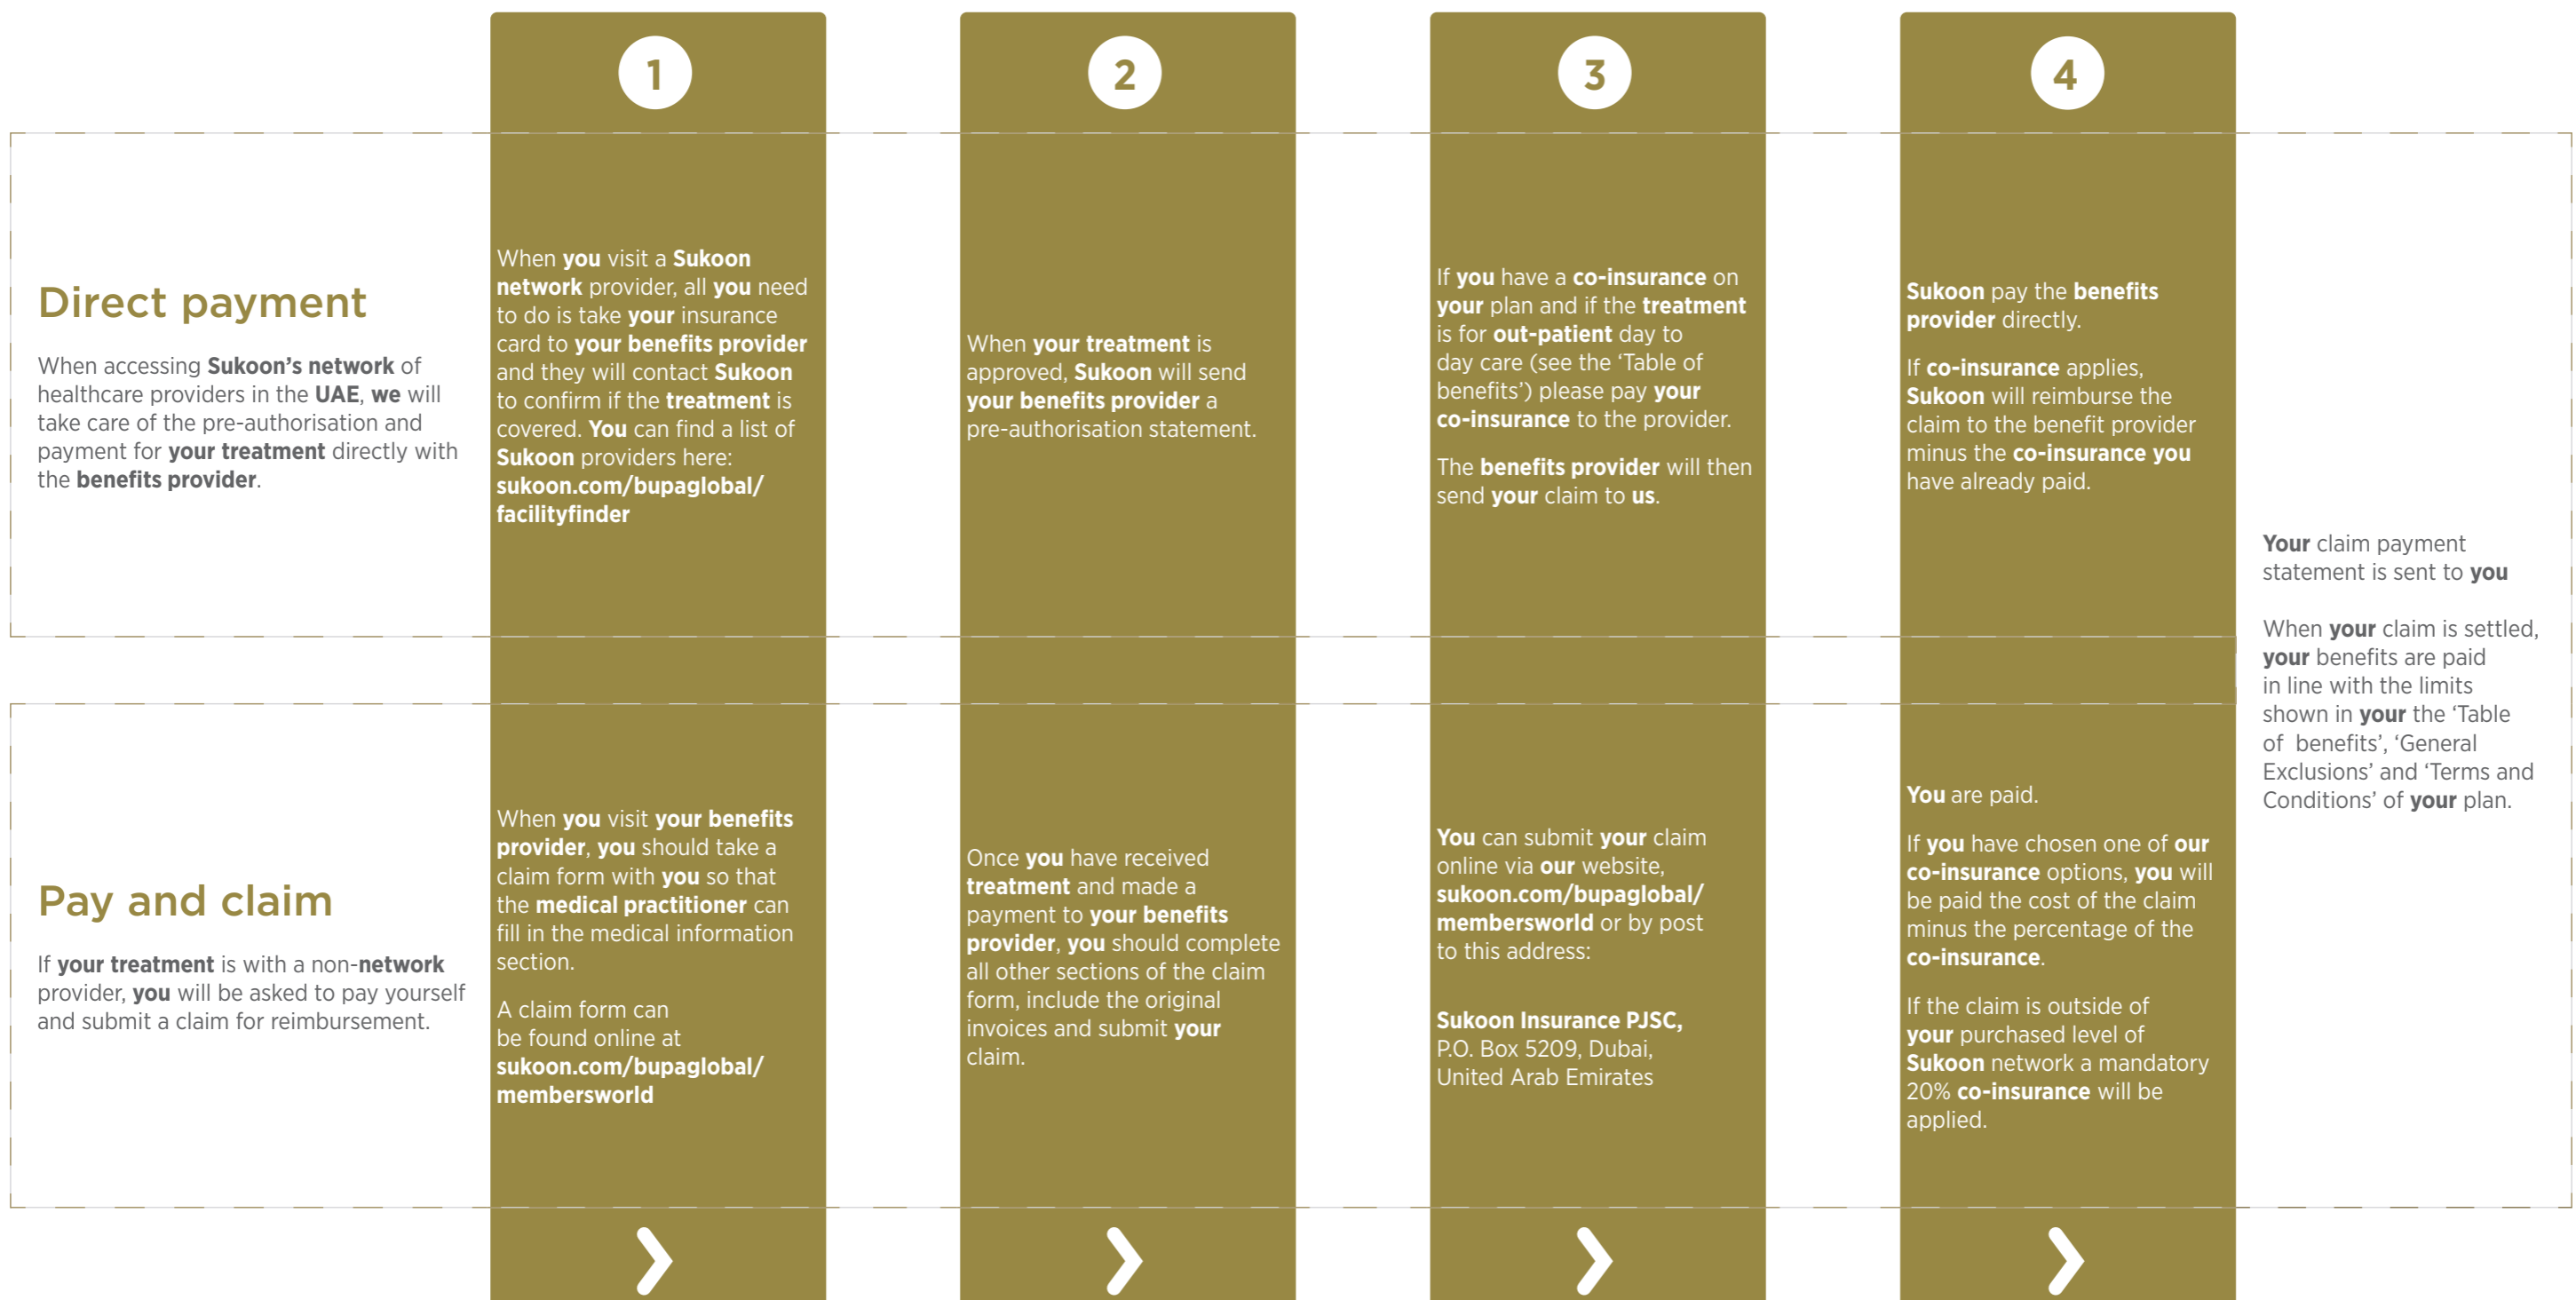 1
2
3
4
Direct payment
When accessing Sukoon's network of
healthcare providers in the UAE, we will
take care of the pre-authorisation and
payment for your treatment directly with
the benefits provider.
When you visit a Sukoon
network provider, all you need
to do is take your insurance
card to your benefits provider
and they will contact Sukoon
to confirm if the treatment is
covered. You can find a list of
Sukoon providers here:
sukoon.com/bupaglobal/
facilityfinder
When your treatment is
approved, Sukoon will send
your benefits provider a
pre-authorisation statement.
If you have a co-insurance on
your plan and if the treatment
is for out-patient day to
day care (see the ‘Table of
benefits’) please pay your
co-insurance to the provider.
The benefits provider will then
send your claim to us.
Sukoon pay the benefits
provider directly.
If co-insurance applies,
Sukoon will reimburse the
claim to the benefit provider
minus the co-insurance you
have already paid.
Pay and claim
If your treatment is with a non-network
provider, you will be asked to pay yourself
and submit a claim for reimbursement.
When you visit your benefits
provider, you should take a
claim form with you so that
the medical practitioner can
fill in the medical information
section.
A claim form can
be found online at
sukoon.com/bupaglobal/
membersworld
Once you have received
treatment and made a
payment to your benefits
provider, you should complete
all other sections of the claim
form, include the original
invoices and submit your
claim.
You can submit your claim
online via our website,
sukoon.com/bupaglobal/
membersworld or by post
to this address:
Sukoon Insurance PJSC,
P.O. Box 5209, Dubai,
United Arab Emirates
You are paid.
If you have chosen one of our
co-insurance options, you will
be paid the cost of the claim
minus the percentage of the
co-insurance.
If the claim is outside of
your purchased level of
Sukoon network a mandatory
20% co-insurance will be
applied.
Your claim payment
statement is sent to you
When your claim is settled,
your benefits are paid
in line with the limits
shown in your the ‘Table
of  benefits’, ‘General
Exclusions’ and ‘Terms and
Conditions’ of your plan.